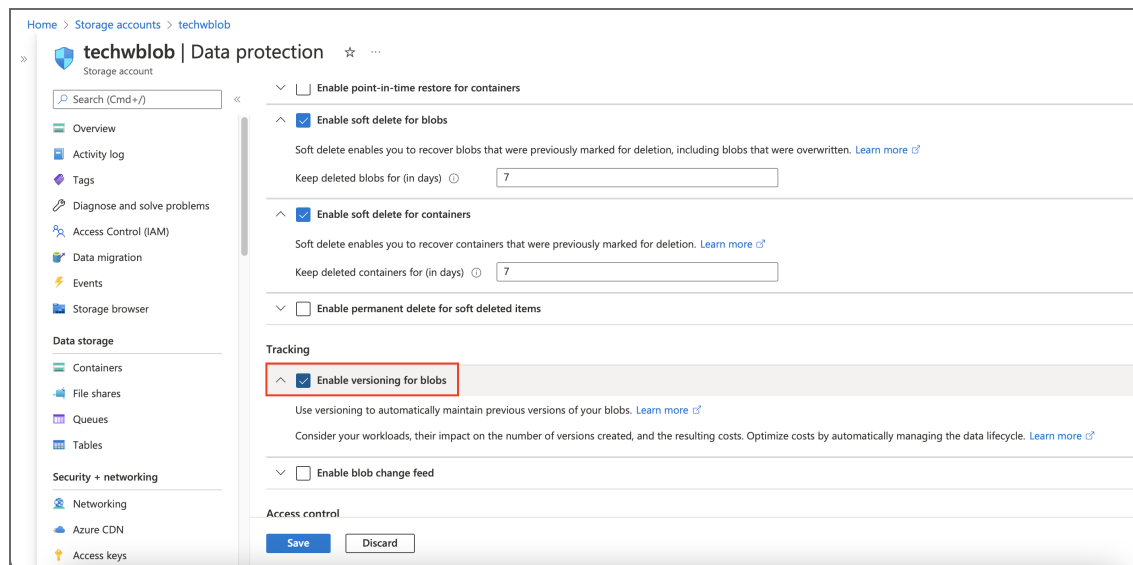 Home > Storage accounts > techwblob
techwblob | Data protection
Storage account
Search (Cmd+/)
Overview
Activity log
Tags
Diagnose and solve problems
Access Control (IAM)
Data migration
Events
Storage browser
Data storage
Containers
File shares
Queues
Tables
Security + networking
Networking
Azure CDN
Access keys
Enable point-in-time restore for containers
Enable soft delete for blobs
Soft delete enables you to recover blobs that were previously marked for deletion, including blobs that were overwritten. Learn more
Keep deleted blobs for (in days) 7
Enable soft delete for containers
Soft delete enables you to recover containers that were previously marked for deletion. Learn more
Keep deleted containers for (in days) 7
Enable permanent delete for soft deleted items
Tracking
Enable versioning for blobs
Use versioning to automatically maintain previous versions of your blobs. Learn more
Consider your workloads, their impact on the number of versions created, and the resulting costs. Optimize costs by automatically managing the data lifecycle. Learn more
Enable blob change feed
Access control
Save Discard